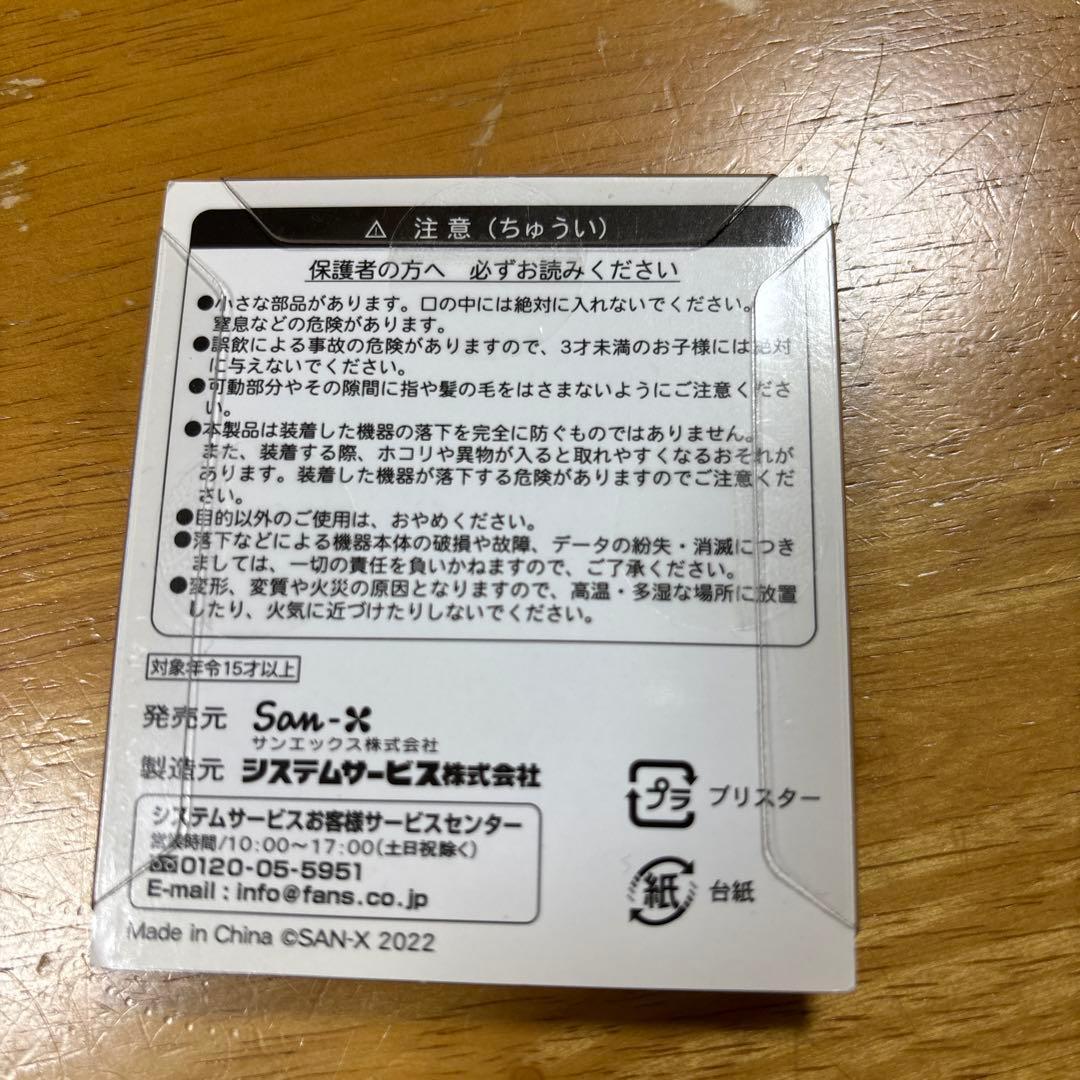 ⚠ 注意（ちゅうい）
保護者の方へ 必ずお読みください
●小さな部品があります。口の中には絶対に入れないでください。
窒息などの危険があります。
●誤飲による事故の危険がありますので、3才未満のお子様には絶対
に与えないでください。
●可動部分やその隙間に指や髪の毛をはさまないようにご注意くださ
い。
●本製品は装着した機器の落下を完全に防ぐものではありません。
また、装着する際、ホコリや異物が入ると取れやすくなるおそれが
あります。装着した機器が落下する危険がありますのでご注意くだ
さい。
●目的以外のご使用は、おやめください。
●落下などによる機器本体の破損や故障、データの紛失・消滅につき
ましては、一切の責任を負いかねますので、ご了承ください。
●変形、変質や火災の原因となりますので、高温・多湿な場所に放置
したり、火気に近づけたりしないでください。
対象年令15才以上
発売元 San-X
サンエックス株式会社
製造元 システムサービス株式会社
システムサービスお客様サービスセンター
営業時間/10:00～17:00(土日祝除く)
0120-05-5951
E-mail : info@fans.co.jp
Made in China ©SAN-X 2022
プラ ブリスター
紙 台紙